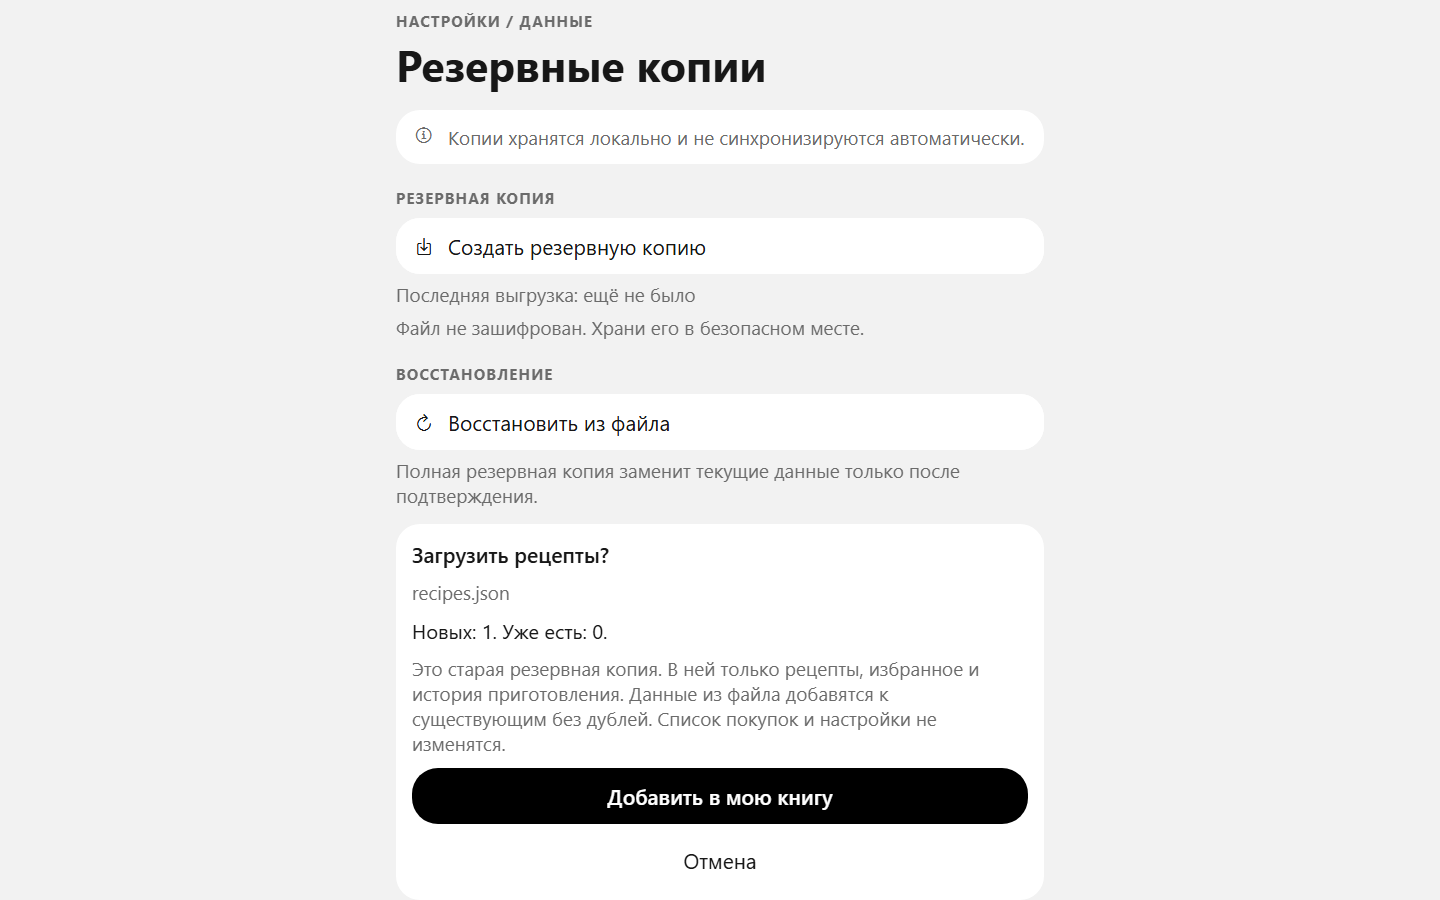 НАСТРОЙКИ / ДАННЫЕ
Резервные копии
Копии хранятся локально и не синхронизируются автоматически.
РЕЗЕРВНАЯ КОПИЯ
Создать резервную копию
Последняя выгрузка: ещё не было
Файл не зашифрован. Храни его в безопасном месте.
ВОССТАНОВЛЕНИЕ
Восстановить из файла
Полная резервная копия заменит текущие данные только после
подтверждения.
Загрузить рецепты?
recipes.json
Новых: 1. Уже есть: 0.
Это старая резервная копия. В ней только рецепты, избранное и
история приготовления. Данные из файла добавятся к
существующим без дублей. Список покупок и настройки не
изменятся.
Добавить в мою книгу
Отмена